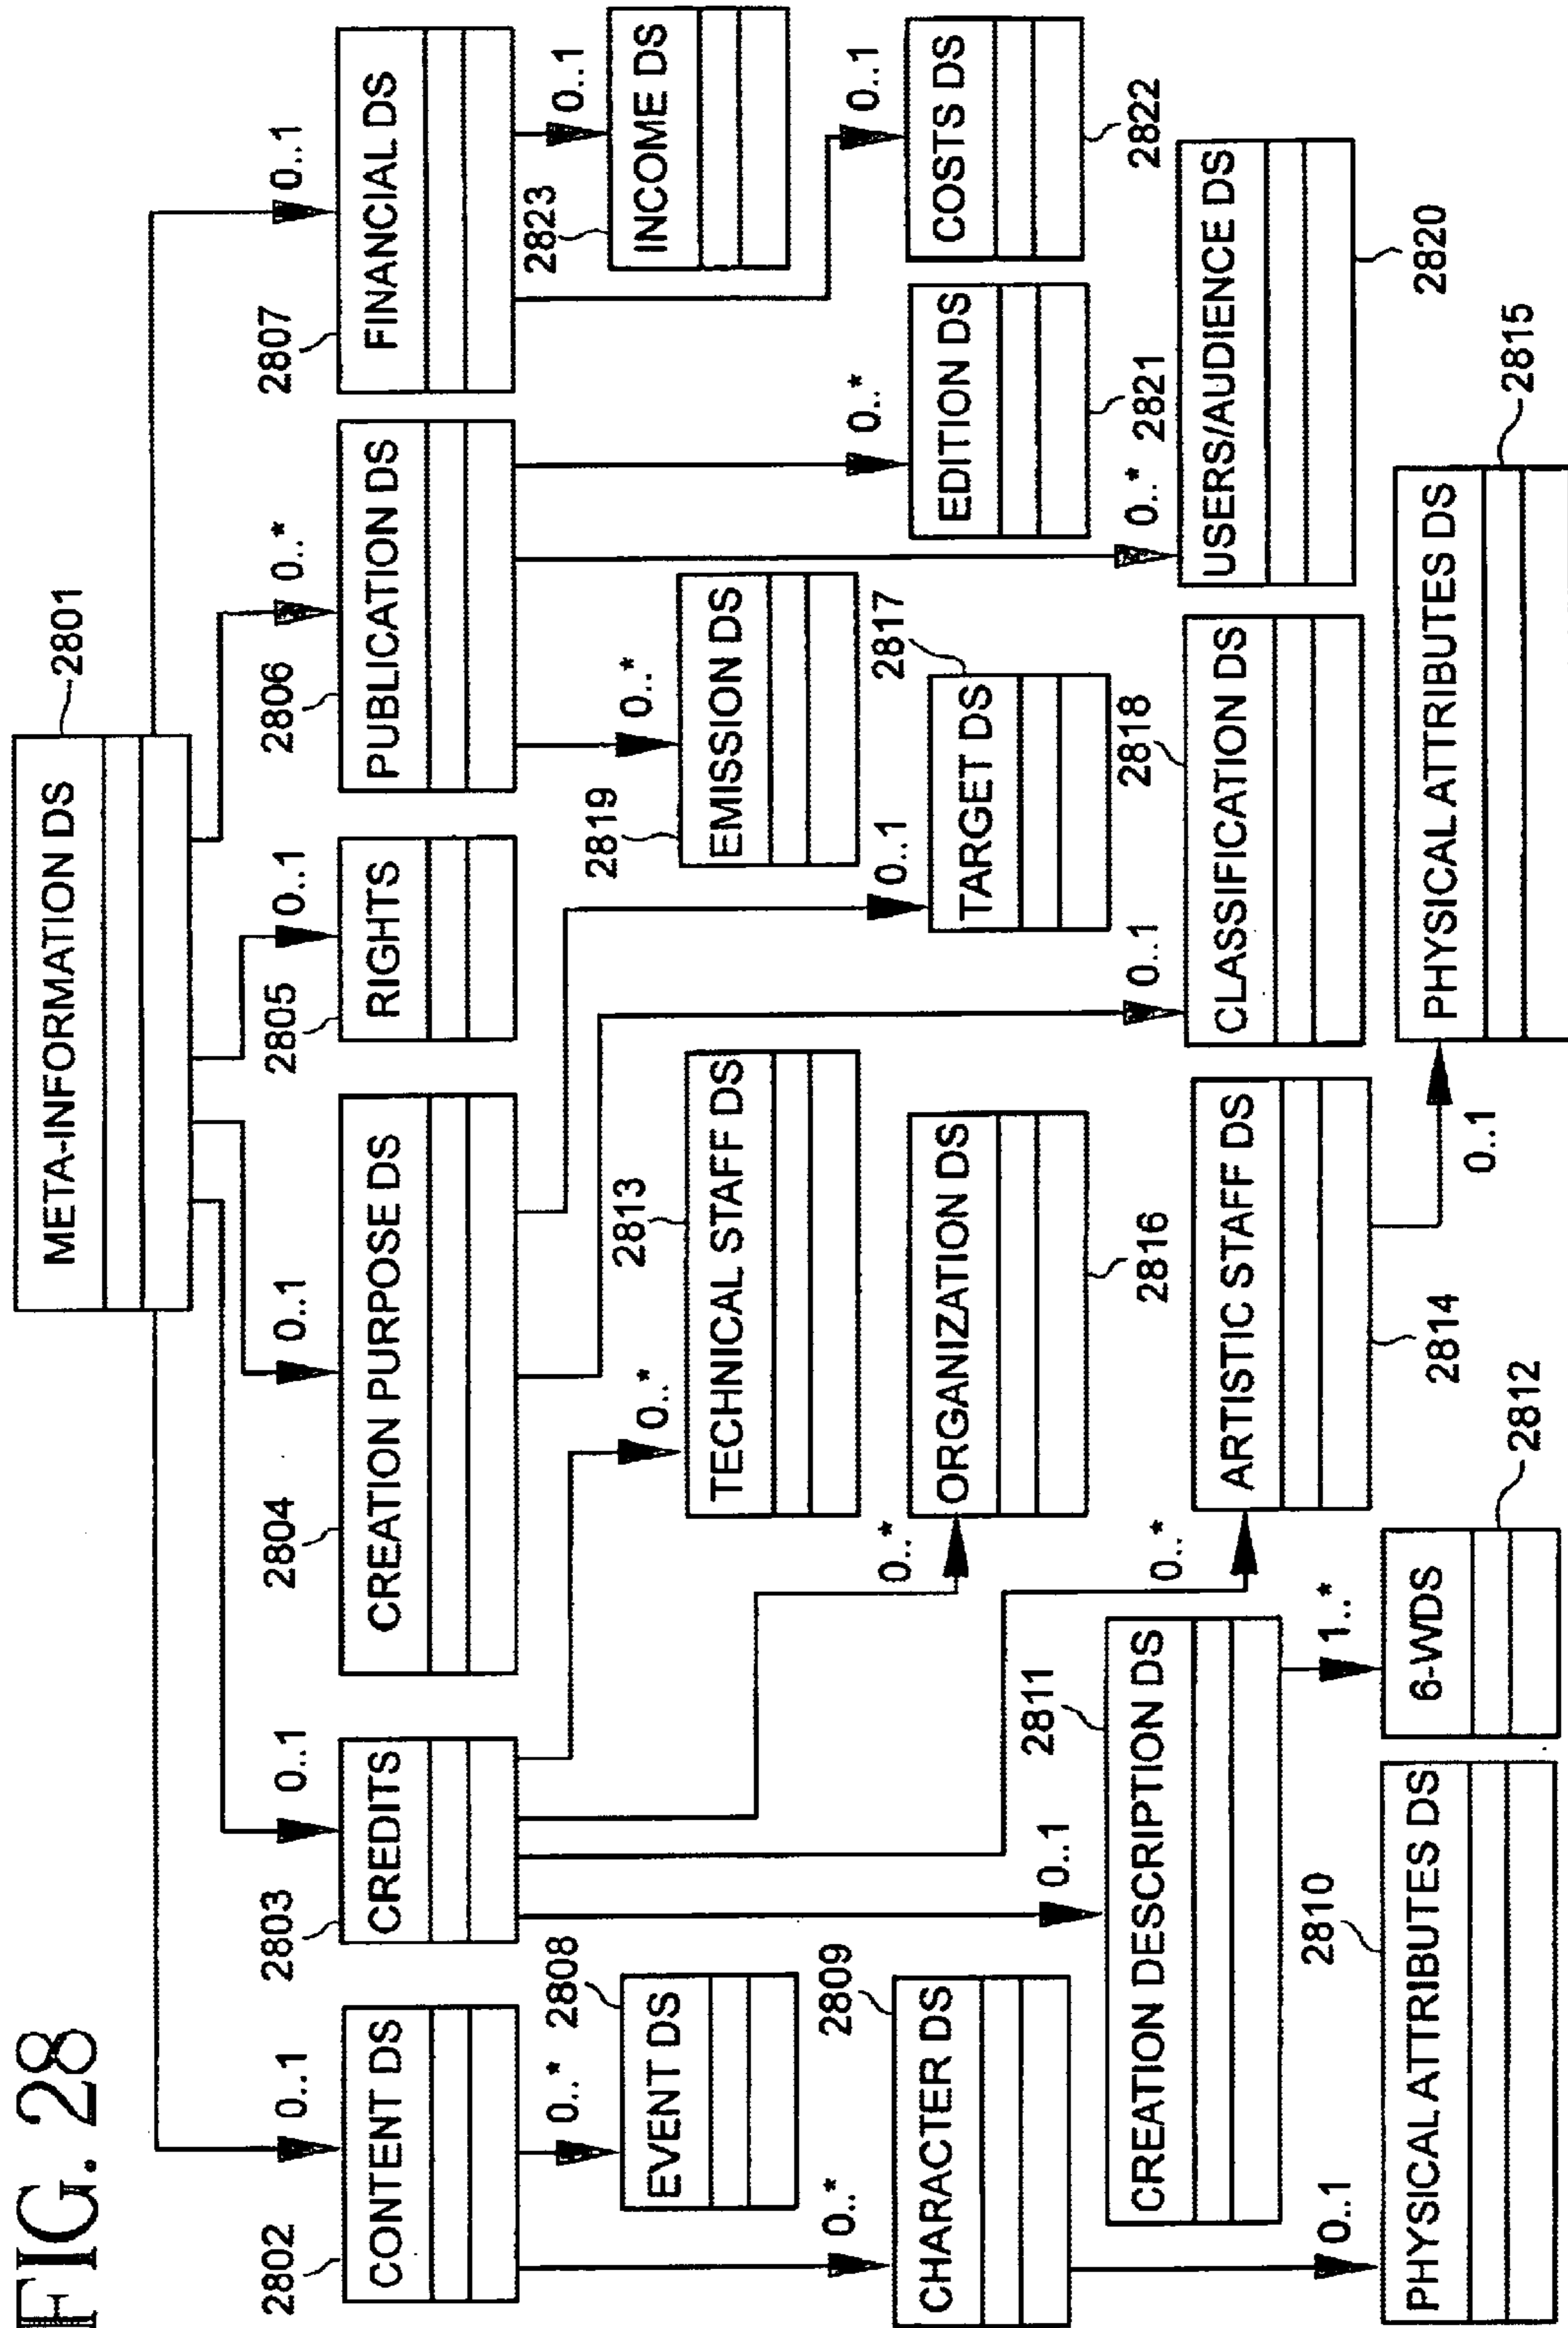 FIG. 28
META-INFORMATION DS
2801
0..1
0..1
0..1
0..1
0..*
0..1
2802
CONTENT DS
2803
CREDITS
2804
CREATION PURPOSE DS
2805
RIGHTS
2806
PUBLICATION DS
2807
FINANCIAL DS
0..*
2808
EVENT DS
0..*
2813
TECHNICAL STAFF DS
2819
0..*
EMISSION DS
2823
0..1
INCOME DS
0..*
2809
CHARACTER DS
0..*
ORGANIZATION DS
2816
0..1
2817
TARGET DS
0..*
EDITION DS
2821
0..1
COSTS DS
2822
0..1
2811
CREATION DESCRIPTION DS
0..*
ARTISTIC STAFF DS
2814
0..1
2818
CLASSIFICATION DS
0..*
USERS/AUDIENCE DS
2820
0..1
2810
PHYSICAL ATTRIBUTES DS
1..*
6-WDS
2812
0..1
PHYSICAL ATTRIBUTES DS
2815